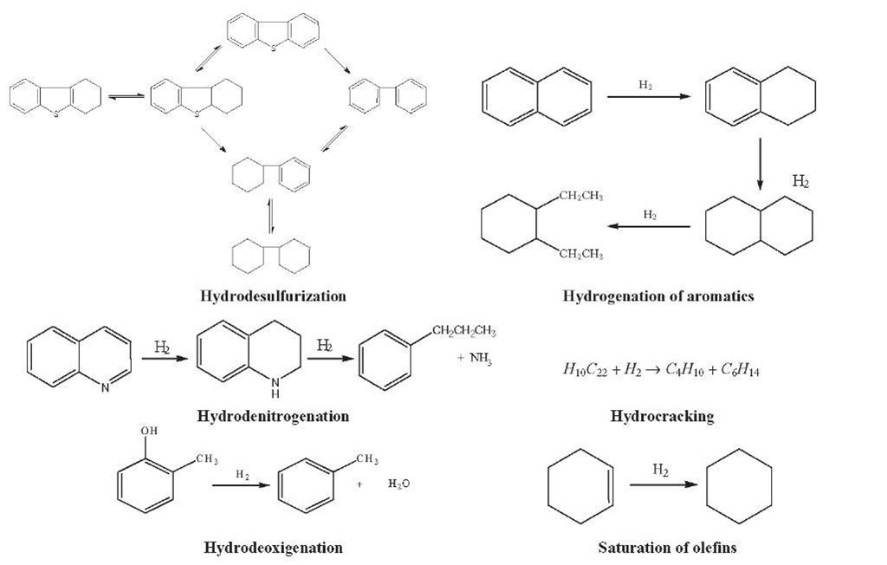 S
S
S
H₂
H₂
CH₂CH₃
H₂
CH₂CH₃
Hydrodesulfurization
Hydrogenation of aromatics
H₂
H₂
CH₂CH₂CH₃
+ NH₃
N
N
H
H₁₀C₂₂ + H₂ → C₄H₁₀ + C₆H₁₄
Hydrodenitrogenation
Hydrocracking
OH
CH₃
H₂
CH₃
+ H₂O
H₂
Hydrodeoxigenation
Saturation of olefins